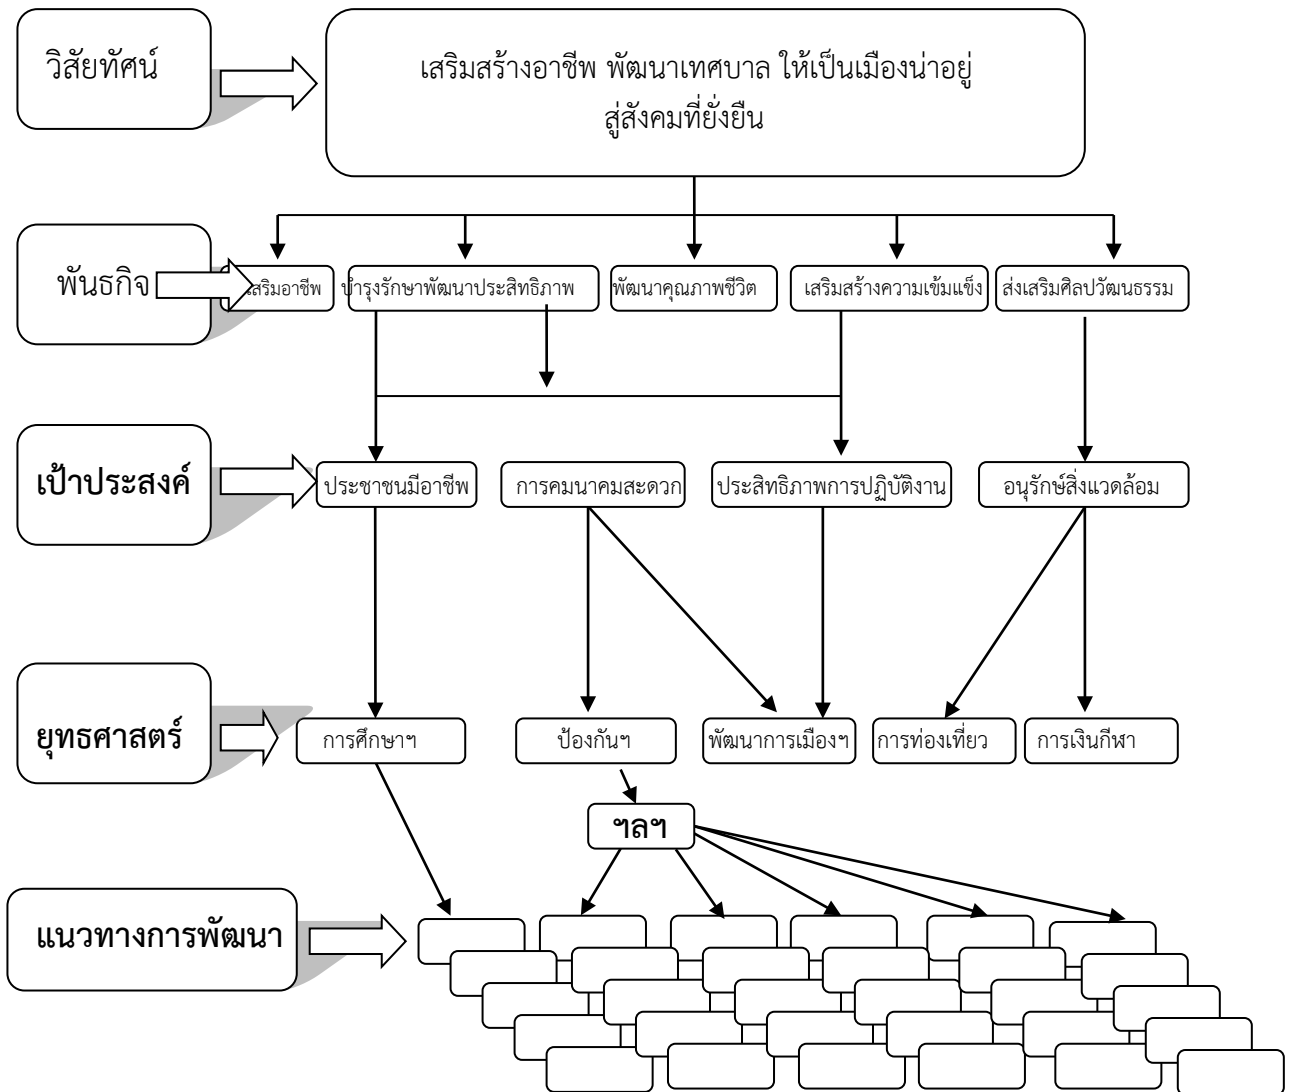 วิสัยทัศน์
เสริมสร้างอาชีพ พัฒนาเทศบาล ให้เป็นเมืองน่าอยู่
สู่สังคมที่ยั่งยืน
พันธกิจ
เสริมอาชีพ
บำรุงรักษาพัฒนาประสิทธิภาพ
พัฒนาคุณภาพชีวิต
เสริมสร้างความเข้มแข็ง
ส่งเสริมศิลปวัฒนธรรม
เป้าประสงค์
ประชาชนมีอาชีพ
การคมนาคมสะดวก
ประสิทธิภาพการปฏิบัติงาน
อนุรักษ์สิ่งแวดล้อม
ยุทธศาสตร์
การศึกษาฯ
ป้องกันฯ
พัฒนาการเมืองฯ
การท่องเที่ยว
การเงินกีฬา
ฯลฯ
แนวทางการพัฒนา